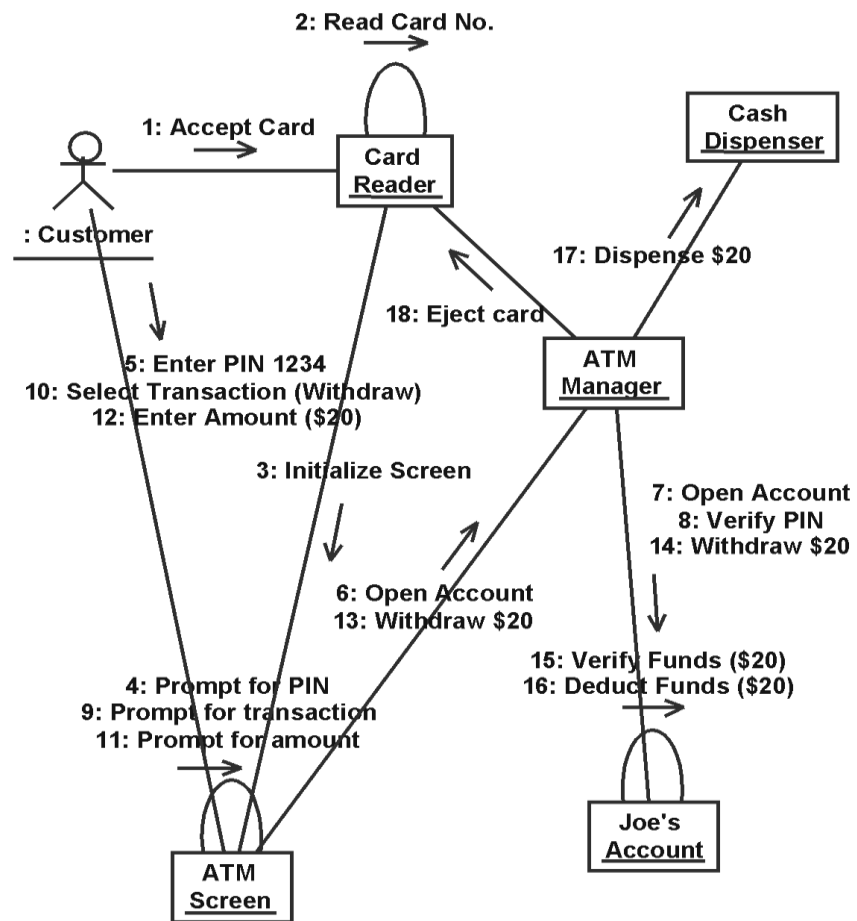 2: Read Card No.
1: Accept Card
Card
Reader
Cash
Dispenser
: Customer
17: Dispense $20
18: Eject card
ATM
Manager
5: Enter PIN 1234
10: Select Transaction (Withdraw)
12: Enter Amount ($20)
3: Initialize Screen
7: Open Account
8: Verify PIN
14: Withdraw $20
6: Open Account
13: Withdraw $20
15: Verify Funds ($20)
16: Deduct Funds ($20)
4: Prompt for PIN
9: Prompt for transaction
11: Prompt for amount
Joe's
Account
ATM
Screen